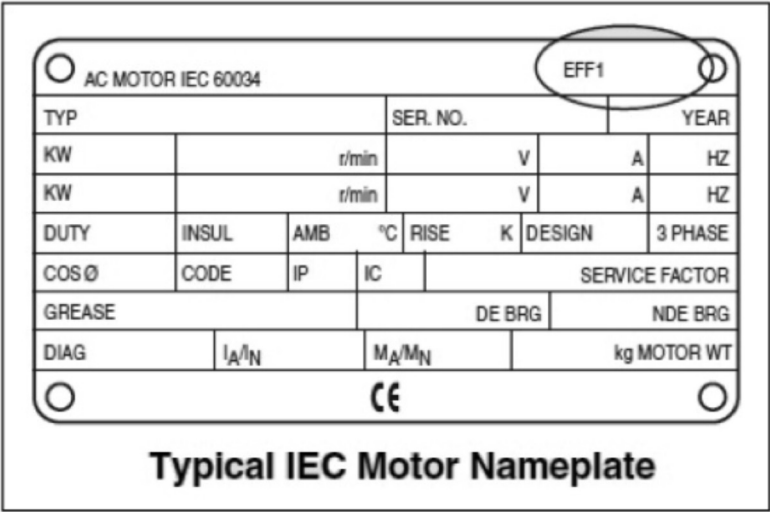 AC MOTOR IEC 60034 EFF1
TYP SER. NO. YEAR
KW r/min V A HZ
KW r/min V A HZ
DUTY INSUL AMB °C RISE K DESIGN 3 PHASE
COS Ø CODE IP IC SERVICE FACTOR
GREASE DE BRG NDE BRG
DIAG IA/IN MA/MN kg MOTOR WT
CE
Typical IEC Motor Nameplate